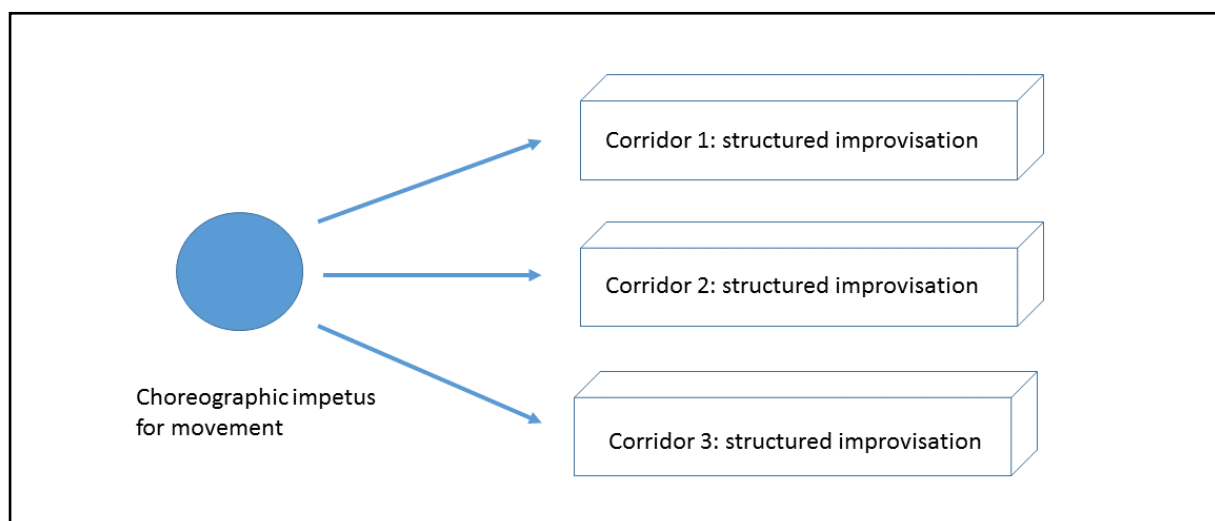 Corridor 1: structured improvisation
Corridor 2: structured improvisation
Choreographic impetus
for movement
Corridor 3: structured improvisation